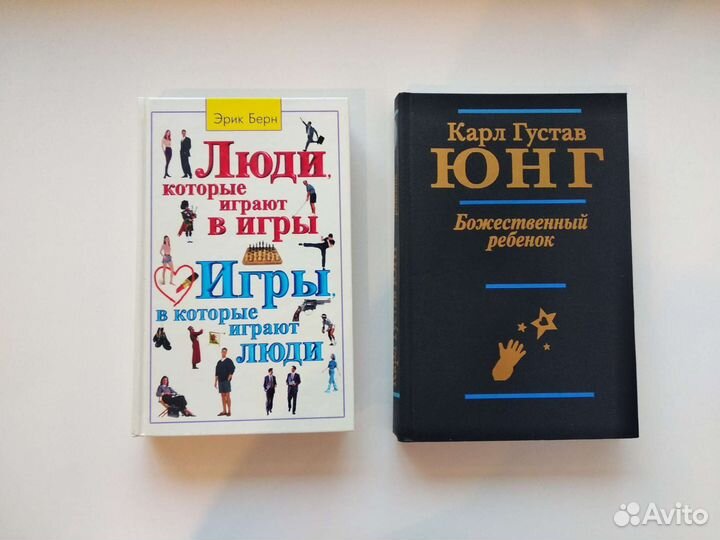 Эрик Берн
Люди,
которые
играют
в игры
Игры,
в которые
играют
люди
Карл Густав
ЮНГ
Божественный
ребенок
Avito